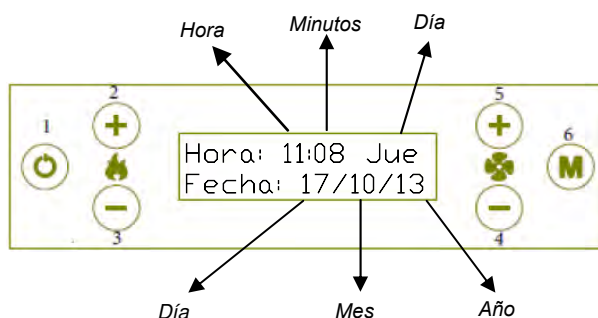 Hora Minutos Día
2 5
1 6
Hora: 11:08 Jue
M
Fecha: 17/10/13
3 4
Día Mes Año